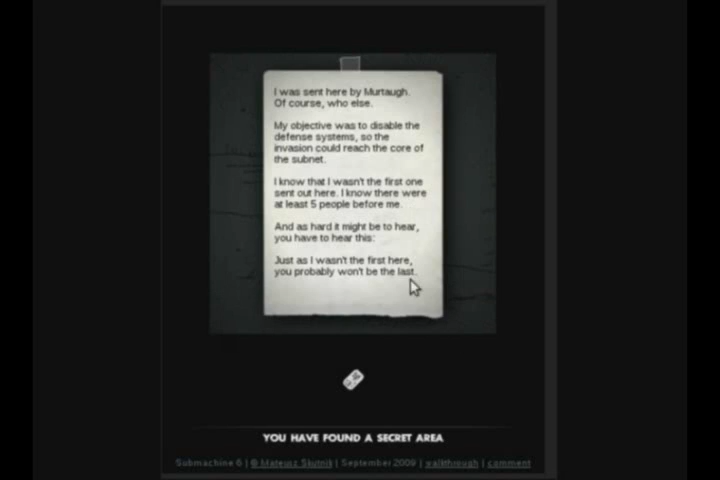 I was sent here by Murtaugh.
Of course, who else.
My objective was to disable the
defense systems, so the
invasion could reach the core of
the subnet.
I know that I wasn't the first one
sent out here. I know there were
at least 5 people before me.
And as hard it might be to hear,
you have to hear this:
Just as I wasn't the first here,
you probably won't be the last.
YOU HAVE FOUND A SECRET AREA
Submachine 6 | © Mateusz Skutnik | September 2009 | walkthrough | comment